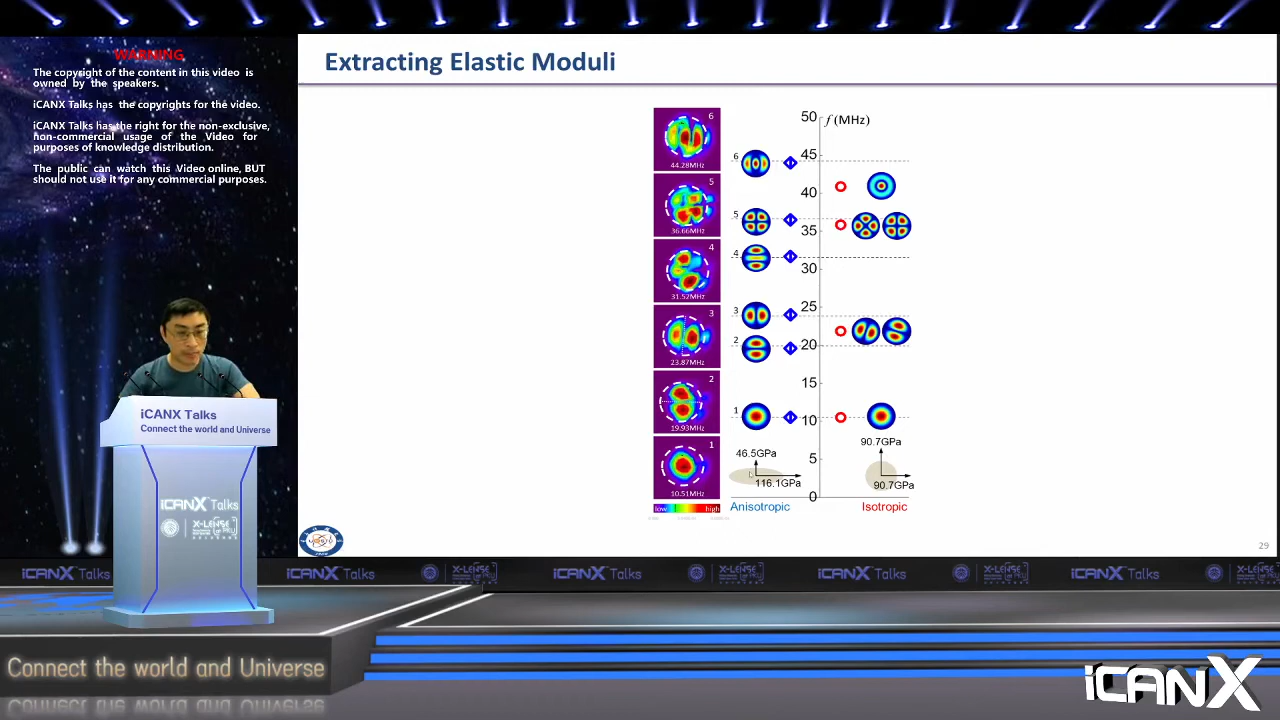 WARNING
The copyright of the content in this video is
owned by the speakers.
iCANX Talks has the copyrights for the video.
iCANX Talks has the right for the non-exclusive,
non-commercial usage of the Video for
purposes of knowledge distribution.
The public can watch this Video online, BUT
should not use it for any commercial purposes.
Extracting Elastic Moduli
6
44.28MHz
5
36.66MHz
4
31.52MHz
3
23.87MHz
2
19.93MHz
1
10.51MHz
low
high
6
5
4
3
2
1
46.5GPa
116.1GPa
Anisotropic
50
f (MHz)
45
40
35
30
25
20
15
10
5
0
90.7GPa
90.7GPa
Isotropic
29
iCANX Talks
Connect the world and Universe
iCANX Talks
X-LENSE
iCANX Talks
iCANX Talks
X-LENSE
iCANX Talks
X-LENSE
iCANX Talks
X-LENSE
iCANX Talks
X-LENSE
Connect the world and Universe
iCANX